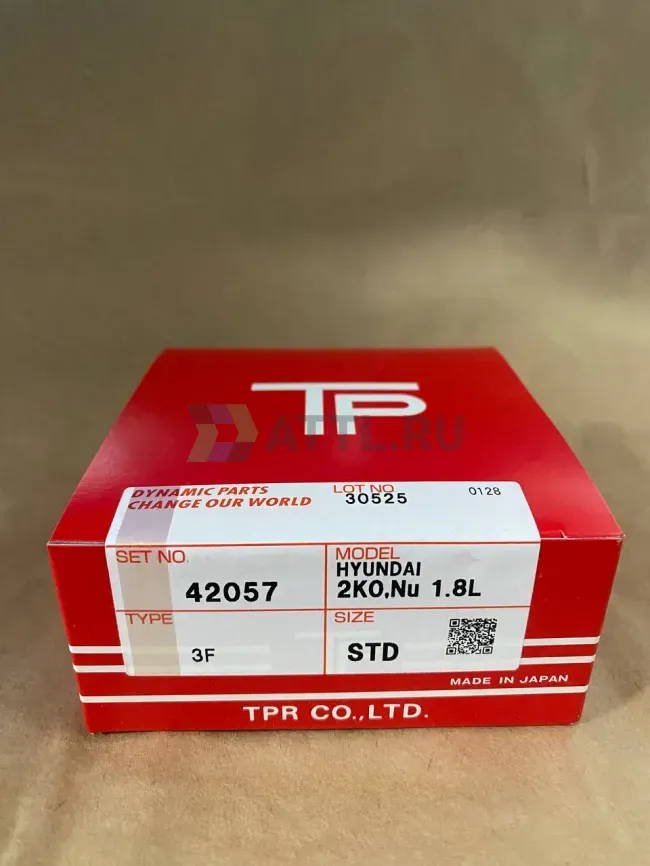 TP
ATTL.RU
DYNAMIC PARTS
CHANGE OUR WORLD
LOT NO
30525
0128
SET NO.
42057
MODEL
HYUNDAI
2KO,Nu 1.8L
TYPE
3F
SIZE
STD
MADE IN JAPAN
TPR CO.,LTD.